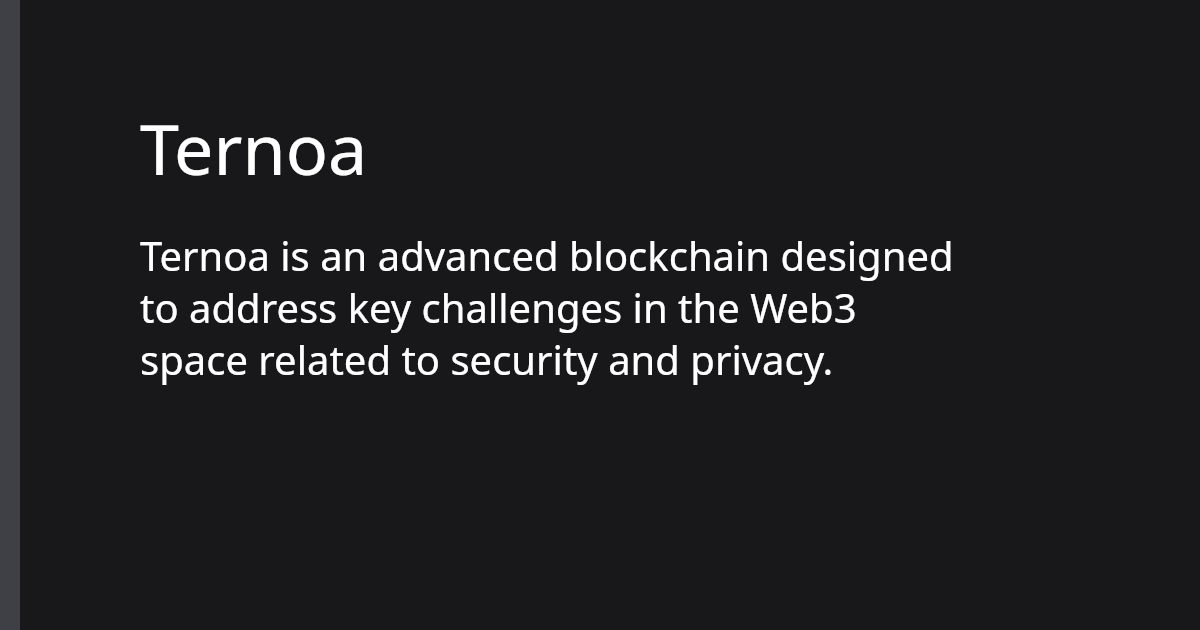 Ternoa
Ternoa is an advanced blockchain designed
to address key challenges in the Web3
space related to security and privacy.